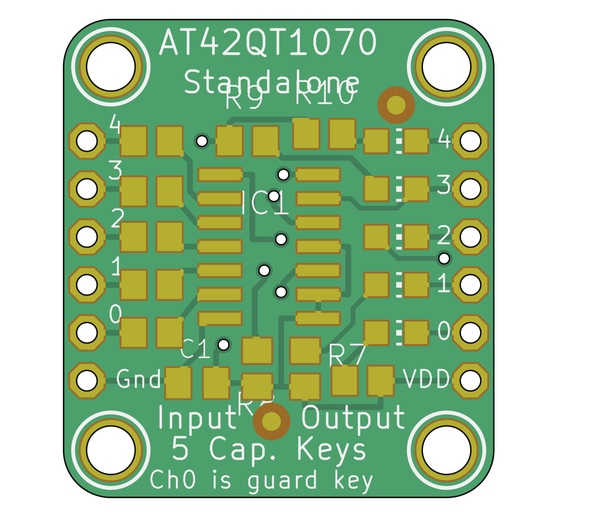 AT42QT1070
Standalone
R9 R10
4 4
3 3
IC1
2 2
1 1
0 0
C1 R7
Gnd VDD
Input Output
5 Cap. Keys
Ch0 is guard key